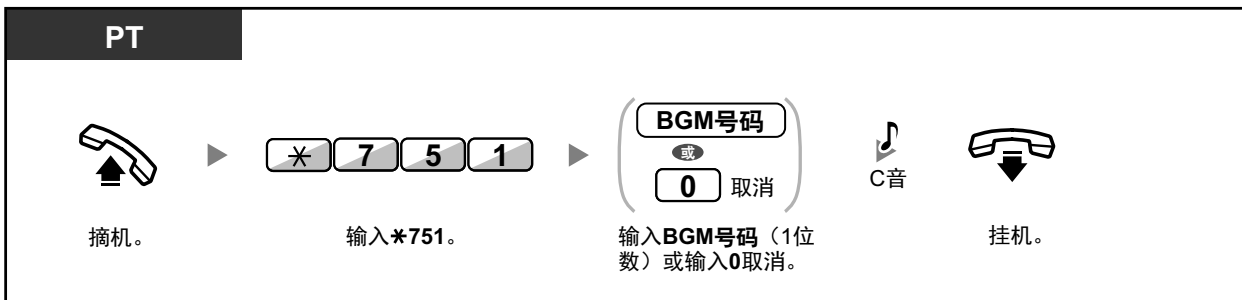 PT
* 7 5 1
BGM号码
或
0 取消
C音
摘机。
输入*751。
输入BGM号码（1位
数）或输入0取消。
挂机。